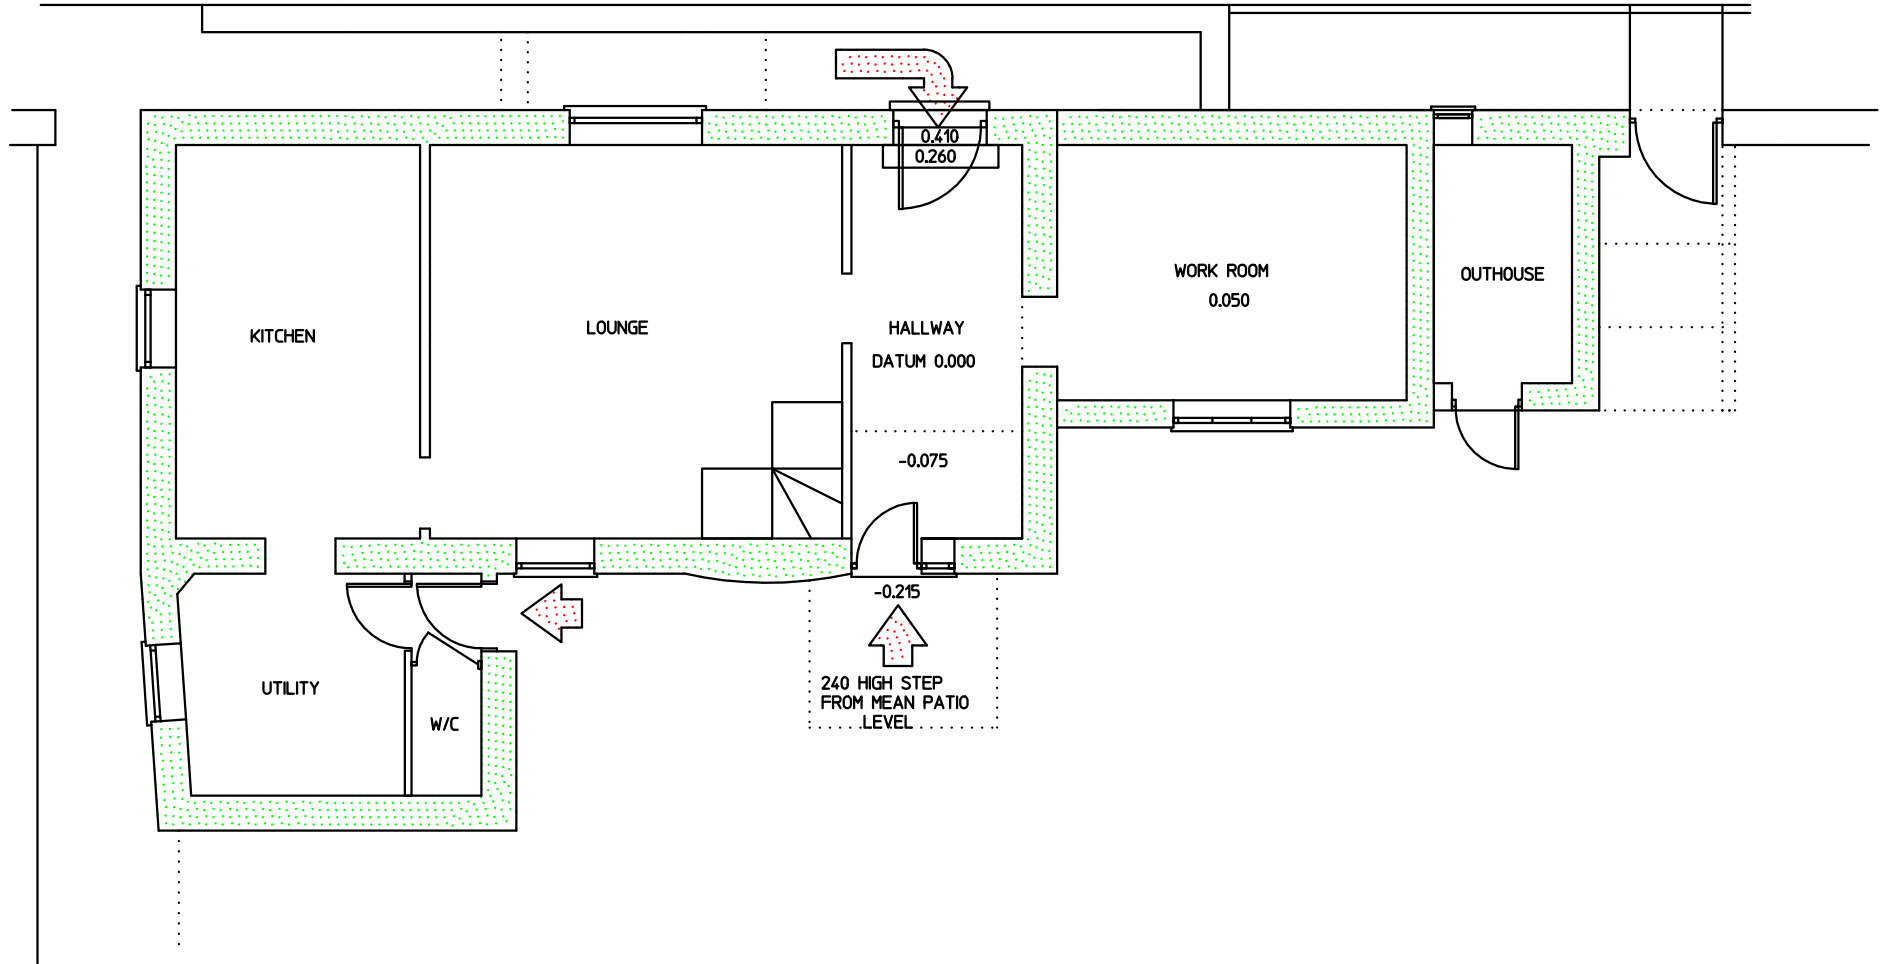 0.410
0.260
WORK ROOM
0.050
OUTHOUSE
KITCHEN
LOUNGE
HALLWAY
DATUM 0.000
-0.075
-0.215
240 HIGH STEP
FROM MEAN PATIO
LEVEL
UTILITY
W/C